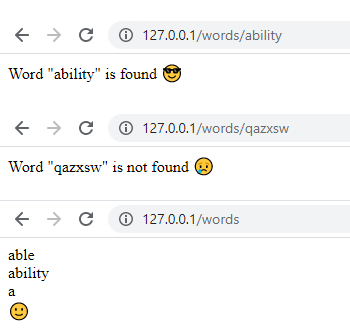 127.0.0.1/words/ability
Word "ability" is found 😎
127.0.0.1/words/qazxsw
Word "qazxsw" is not found 😥
127.0.0.1/words
able
ability
a
🙂